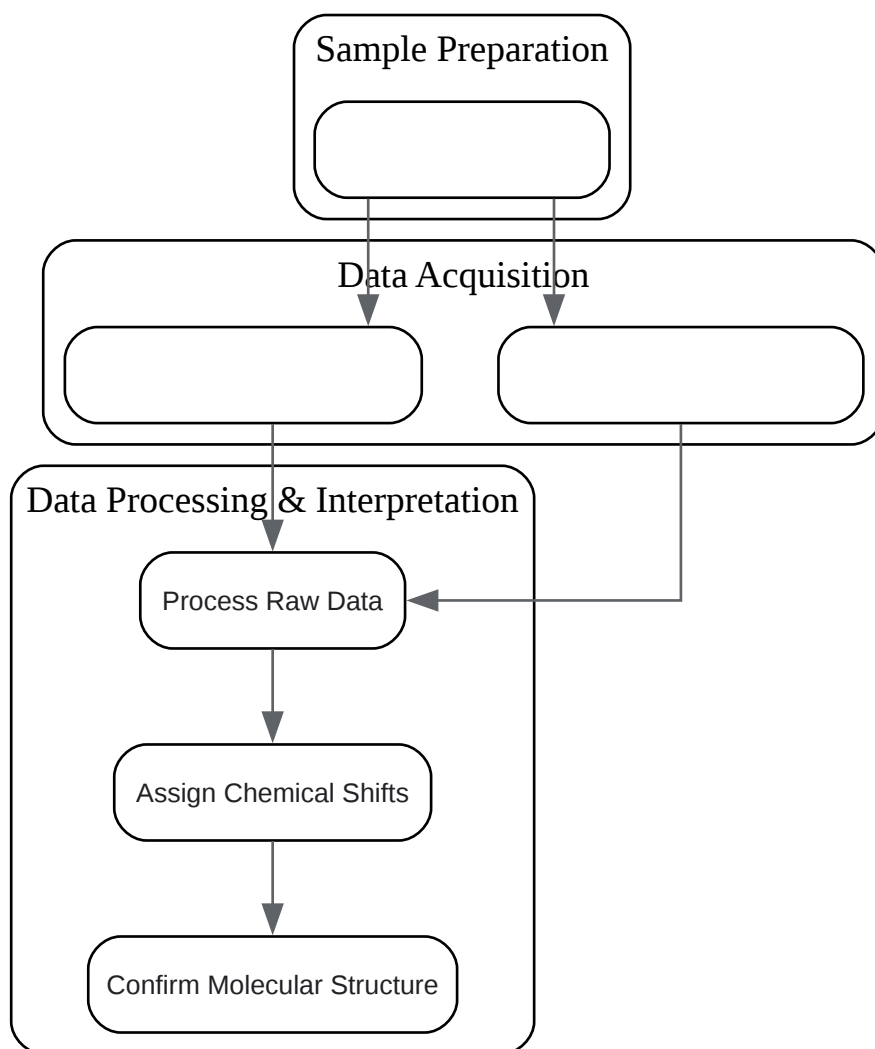 Sample Preparation
Data Acquisition
Data Processing & Interpretation
Process Raw Data
Assign Chemical Shifts
Confirm Molecular Structure